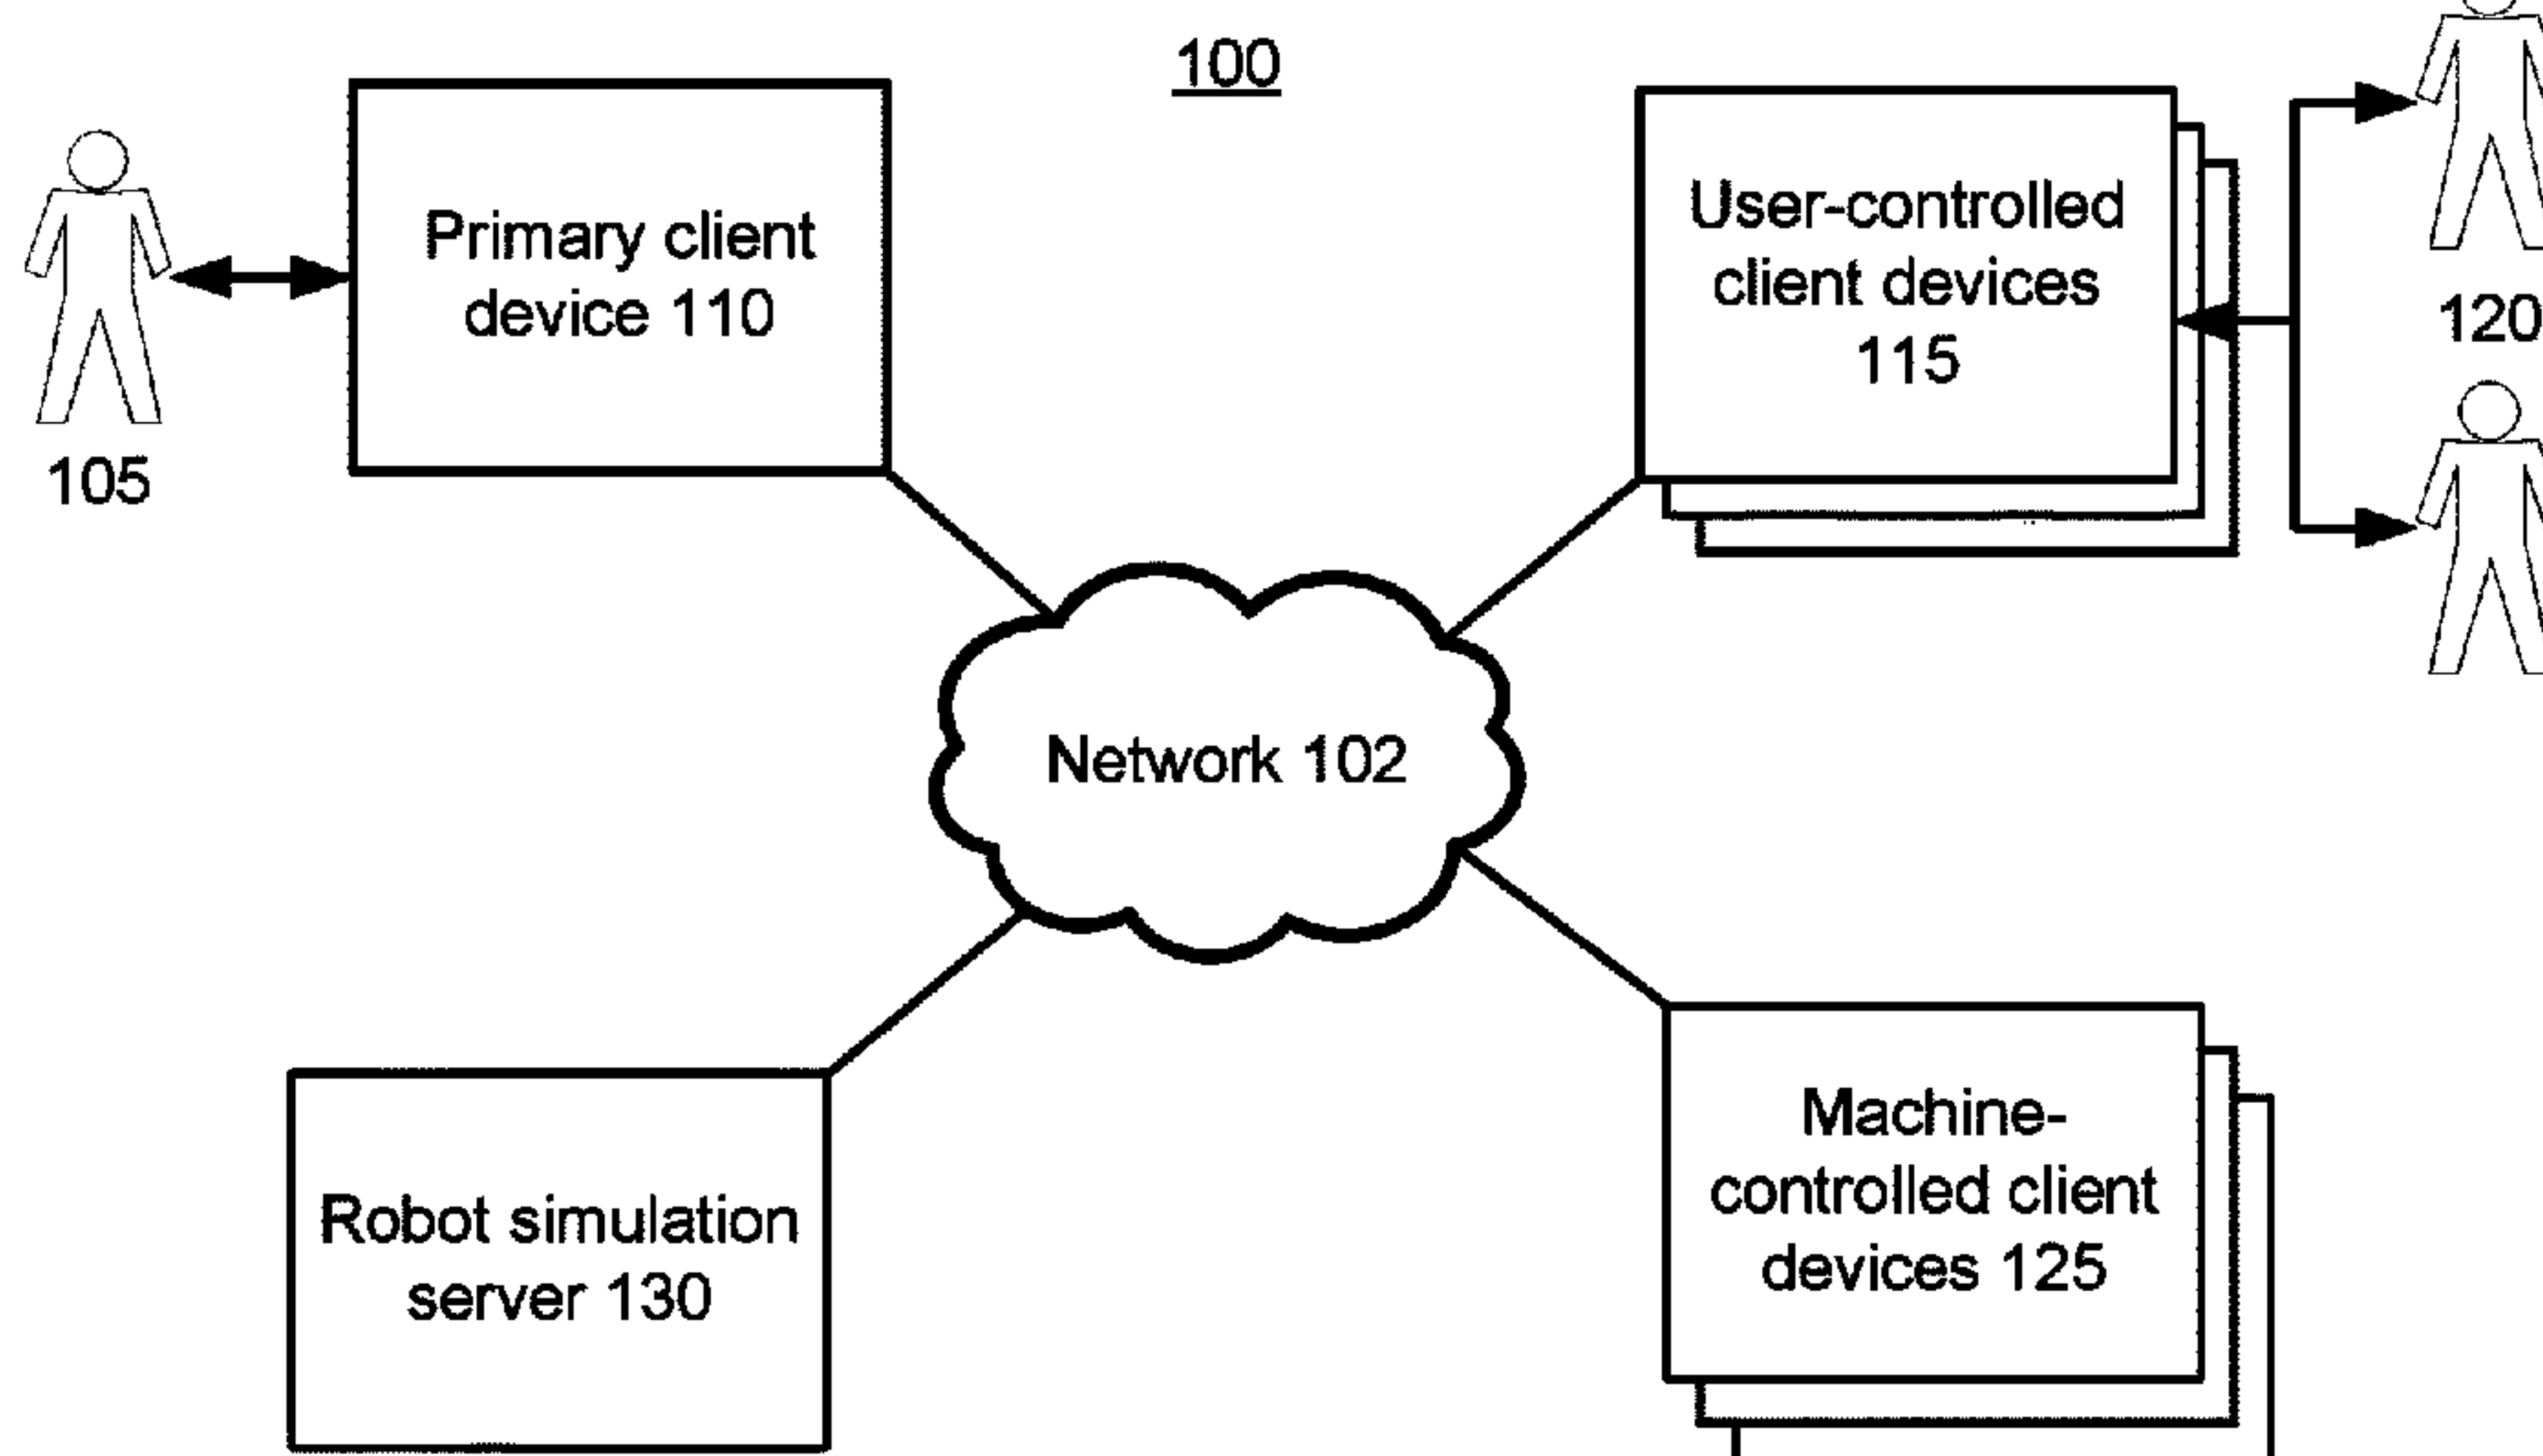 100
Primary client
device 110
105
User-controlled
client devices
115
120
Network 102
Robot simulation
server 130
Machine-
controlled client
devices 125